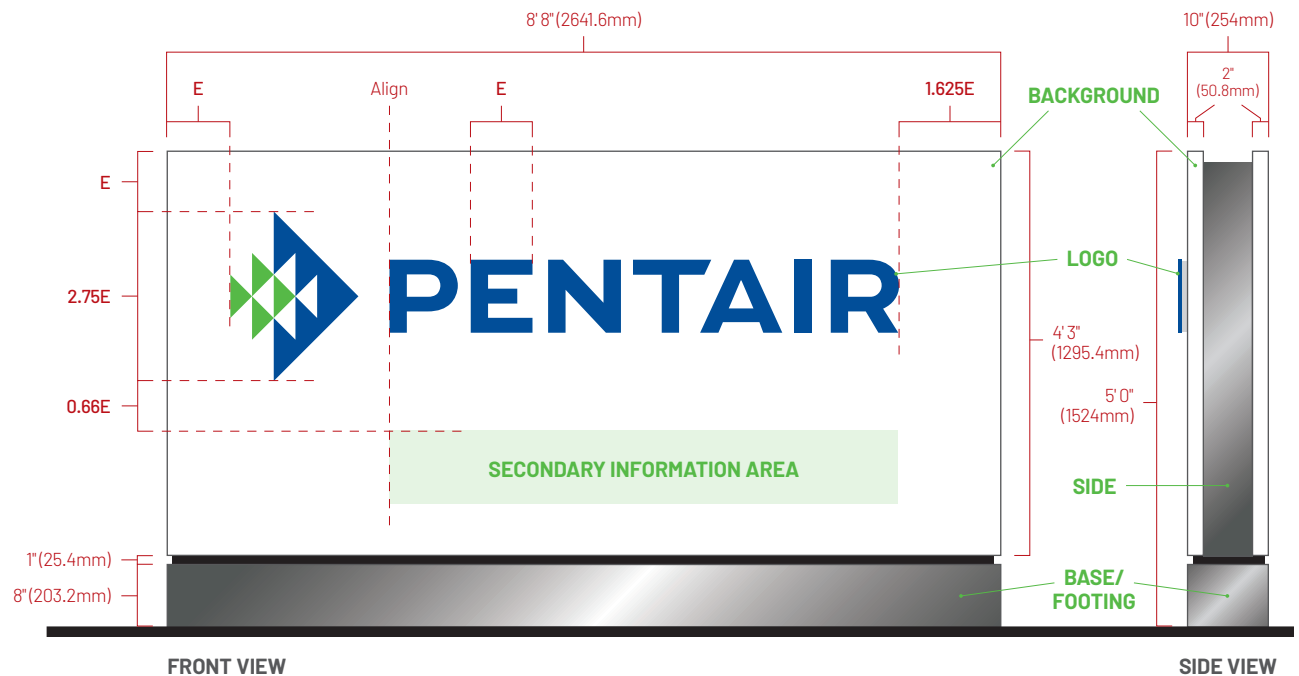 8' 8" (2641.6mm)
10" (254mm)
E
Align
E
1.625E
2"
(50.8mm)
BACKGROUND
E
PENTAIR
LOGO
2.75E
4' 3"
(1295.4mm)
5' 0"
(1524mm)
0.66E
SECONDARY INFORMATION AREA
SIDE
1" (25.4mm)
8" (203.2mm)
BASE/
FOOTING
FRONT VIEW
SIDE VIEW